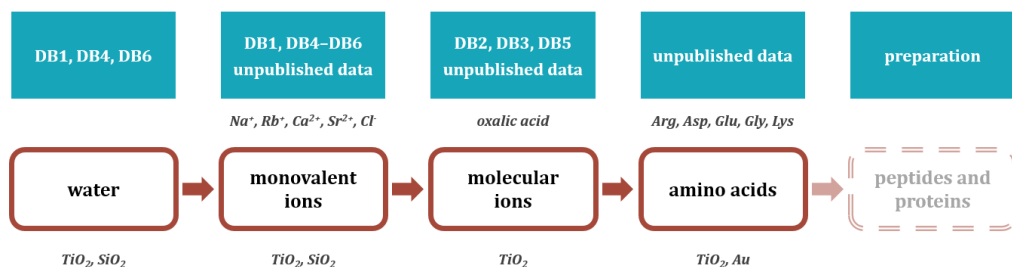 DB1, DB4, DB6
DB1, DB4–DB6
unpublished data
DB2, DB3, DB5
unpublished data
unpublished data
preparation
Na⁺, Rb⁺, Ca²⁺, Sr²⁺, Cl⁻
oxalic acid
Arg, Asp, Glu, Gly, Lys
water
monovalent
ions
molecular
ions
amino acids
peptides and
proteins
TiO₂, SiO₂
TiO₂, SiO₂
TiO₂
TiO₂, Au